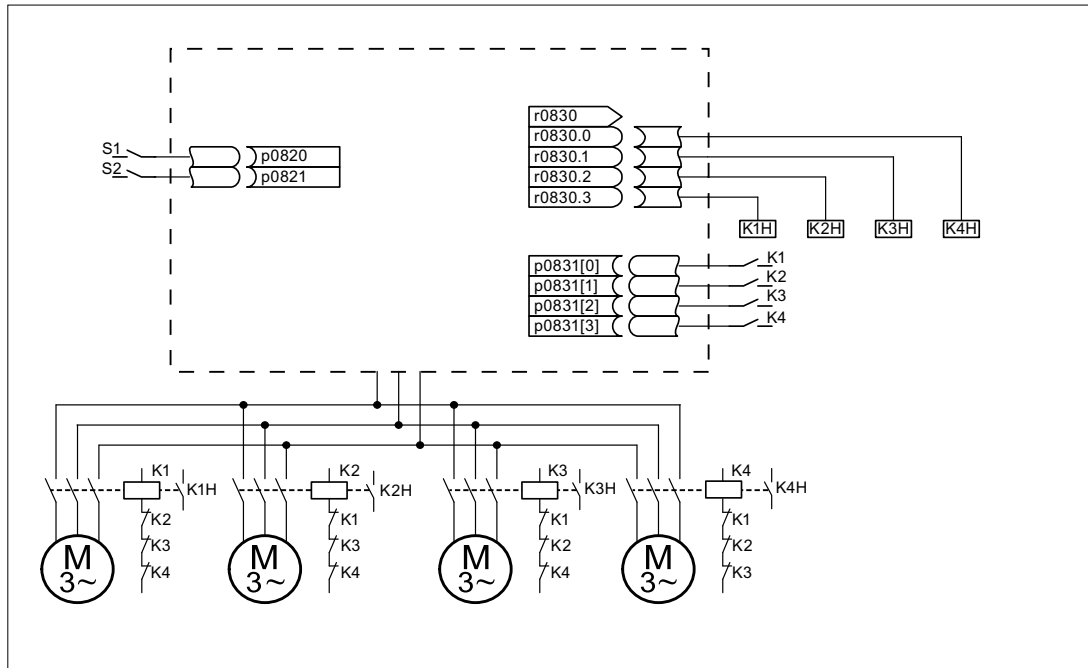 r0830
r0830.0
S1
p0820
r0830.1
S2
p0821
r0830.2
r0830.3
K1H
K2H
K3H
K4H
p0831[0]
K1
p0831[1]
K2
p0831[2]
K3
p0831[3]
K4
K1
K2
K3
K4
K1H
K2H
K3H
K4H
K2
K1
K1
K1
K3
K3
K2
K2
K4
K4
K4
K3
M
3~
M
3~
M
3~
M
3~